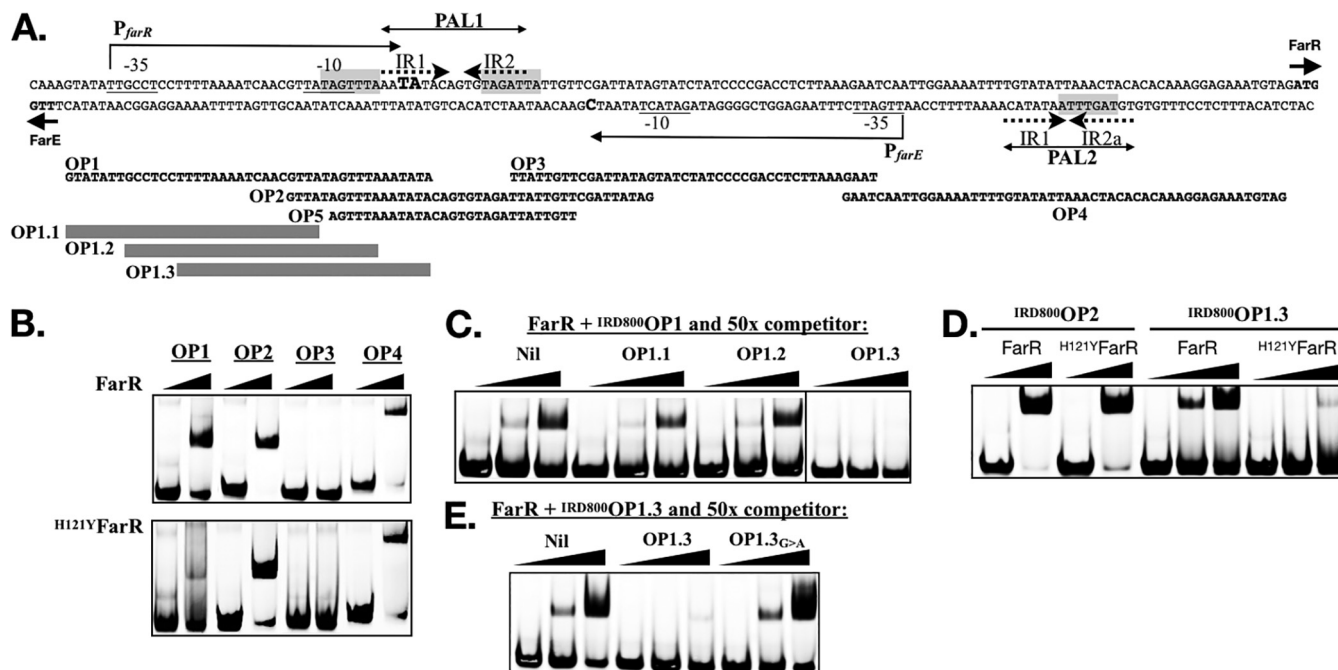 A.
PAL1
PfarR
-35
-10
IR1
IR2
FarR
CAAAGTATATTGCCTCCTTTTAAAATCAACGTTATAGTTTAAATATACAGTGTAGATTATTGTTCGATTATAGTATCTATCCCCGACCTCTTAAAGAATCAATTGGAAAATTTTGTATATTAAACTACACACAAAGGAGAAATGTAGATG
GTTTCATATAACGGAGGAAAATTTTAGTTGCAATATCAAATTTATATGTCACATCTAATAACAAGCTAATATCATAGATAGGGGCTGGAGAATTTCTTAGTTAACCTTTTAAAACATATAATTTGATGTGTGTTTCCTCTTTACATCTAC
FarE
-10
-35
PfarE
IR1
IR2a
PAL2
OP1
GTATATTGCCTCCTTTTAAAATCAACGTTATAGTTTAAATATA
OP3
TTATTGTTCGATTATAGTATCTATCCCCGACCTCTTAAAGAAT
OP2 GTTATAGTTTAAATATACAGTGTAGATTATTGTTCGATTATAG
GAATCAATTGGAAAATTTTGTATATTAAACTACACACAAAGGAGAAATGTAG
OP4
OP5 AGTTTAAATATACAGTGTAGATTATTGTT
OP1.1
OP1.2
OP1.3
B.
OP1 OP2 OP3 OP4
FarR
H121YFarR
C.
FarR + IRD800OP1 and 50x competitor:
Nil OP1.1 OP1.2 OP1.3
D.
IRD800OP2 IRD800OP1.3
FarR H121YFarR FarR H121YFarR
E.
FarR + IRD800OP1.3 and 50x competitor:
Nil OP1.3 OP1.3G>A